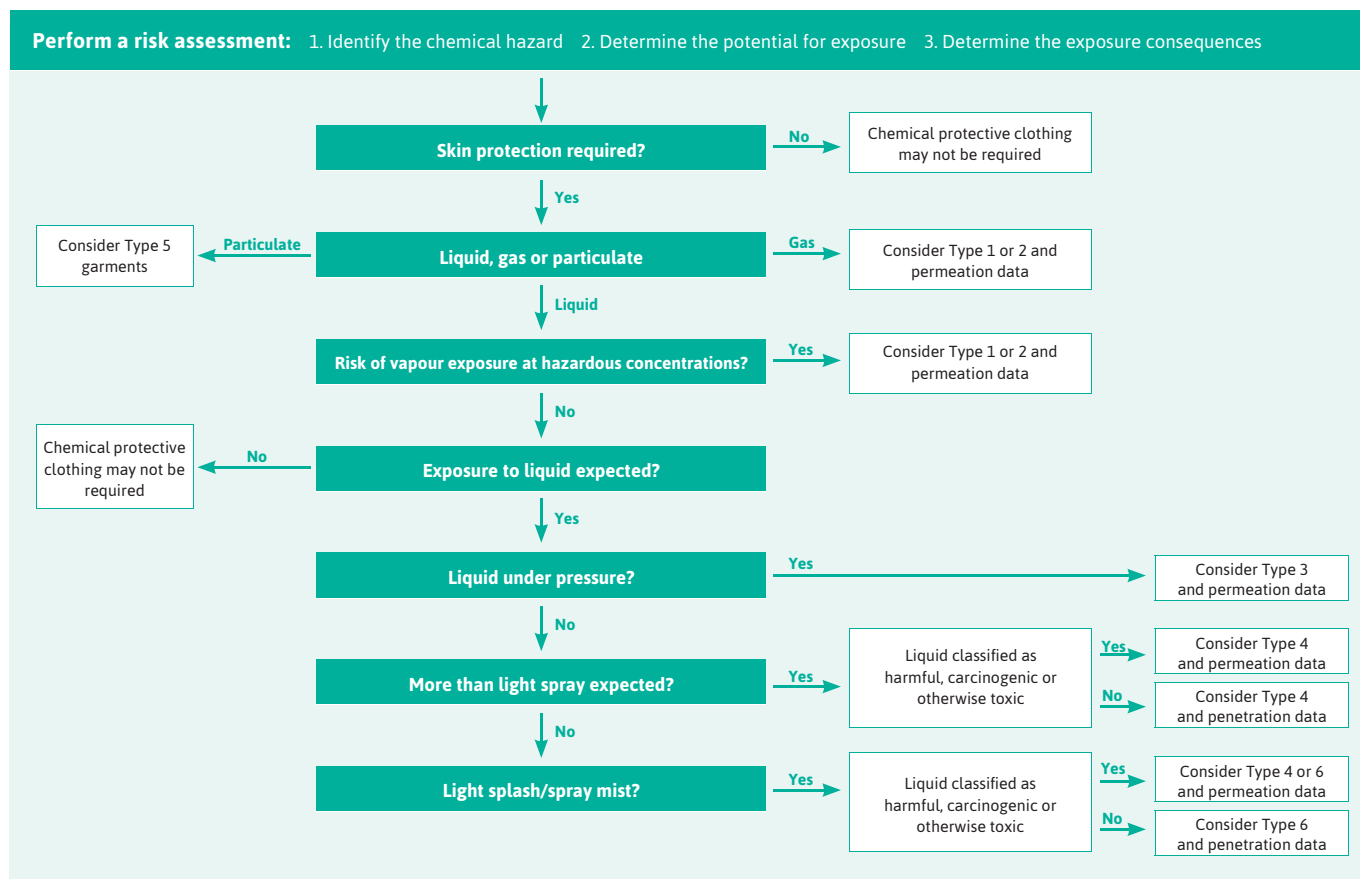 Perform a risk assessment: 1. Identify the chemical hazard 2. Determine the potential for exposure 3. Determine the exposure consequences
Skin protection required?
No
Chemical protective clothing
may not be required
Yes
Consider Type 5
garments
Particulate
Liquid, gas or particulate
Gas
Consider Type 1 or 2 and
permeation data
Liquid
Risk of vapour exposure at hazardous concentrations?
Yes
Consider Type 1 or 2 and
permeation data
No
Chemical protective
clothing may not be
required
No
Exposure to liquid expected?
Yes
Liquid under pressure?
Yes
Consider Type 3
and permeation data
No
More than light spray expected?
Yes
Liquid classified as
harmful, carcinogenic or
otherwise toxic
Yes
Consider Type 4
and permeation data
No
Consider Type 4
and penetration data
No
Light splash/spray mist?
Yes
Liquid classified as
harmful, carcinogenic or
otherwise toxic
Yes
Consider Type 4 or 6
and permeation data
No
Consider Type 6
and penetration data